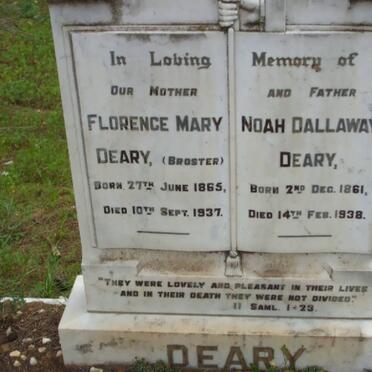 In Loving
Our Mother
Florence Mary
Deary, (Broster)
Born 27th June 1865,
Died 10th Sept. 1937.
Memory of
and Father
Noah Dallaway
Deary,
Born 2nd Dec. 1861,
Died 14th Feb. 1938.
"They were lovely and pleasant in their lives
and in their death they were not divided."
II Saml. 1-23.
DEARY